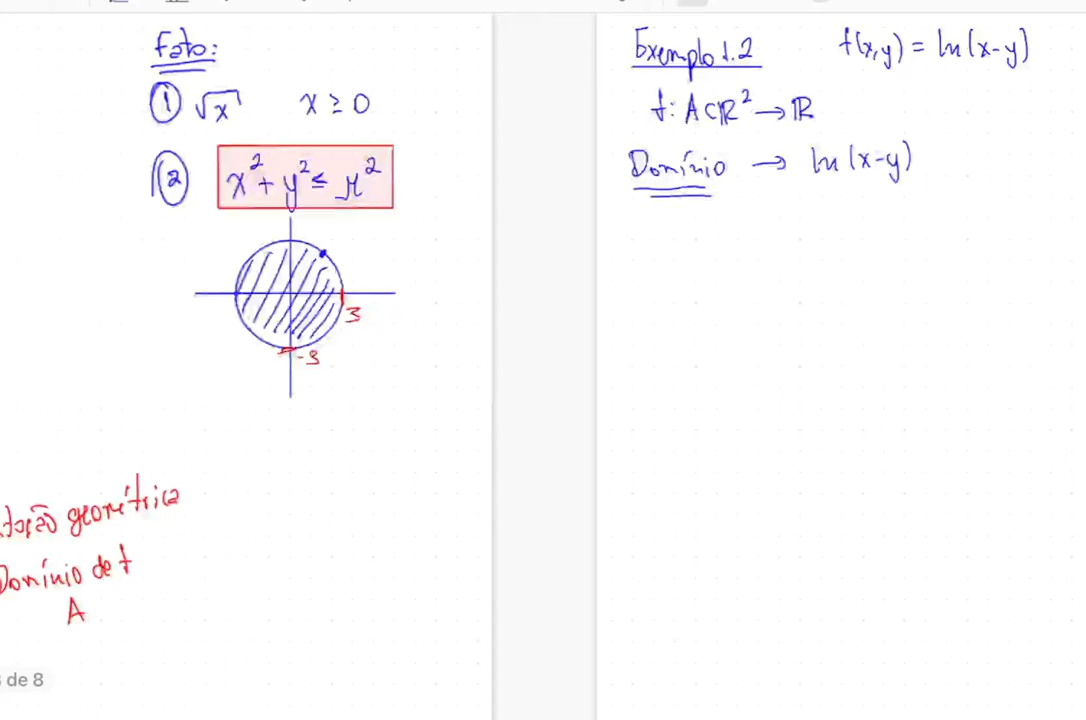 Fato:
① √x x ≥ 0
② x² + y² ≤ r²
3
-3
geométrica
Domínio de f
A
de 8
Exemplo 1.2 f(x,y) = ln(x-y)
f: A⊂ℝ² → ℝ
Domínio → ln(x-y)